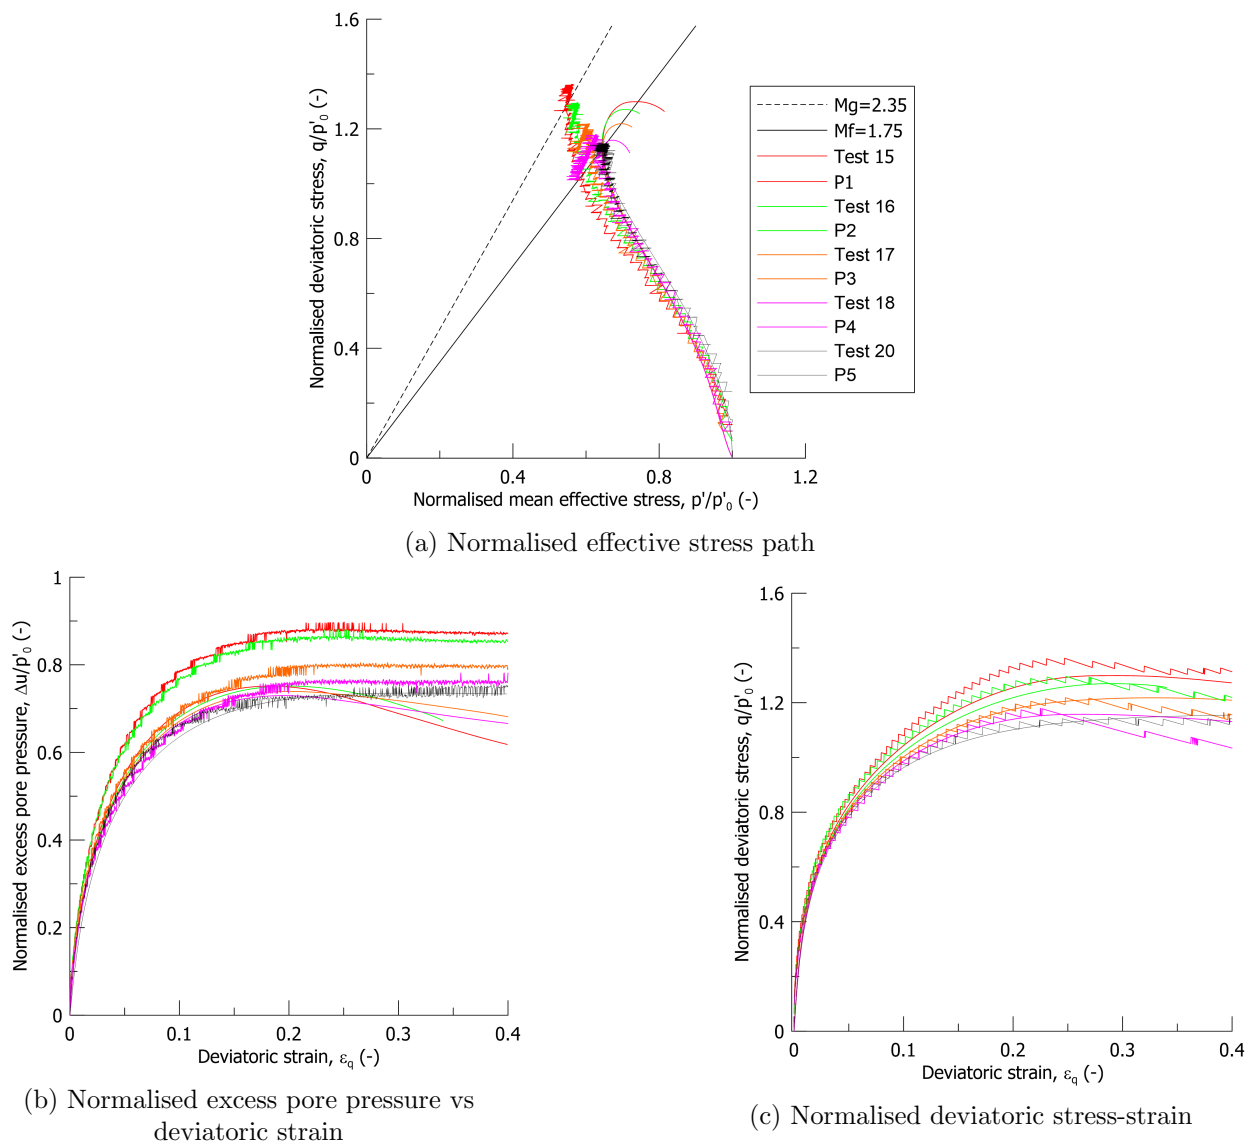 1.6
1.2
0.8
0.4
0
Normalised deviatoric stress, q/p'₀ (-)
0
0.4
0.8
1.2
Normalised mean effective stress, p'/p'₀ (-)
Mg=2.35
Mf=1.75
Test 15
P1
Test 16
P2
Test 17
P3
Test 18
P4
Test 20
P5
(a) Normalised effective stress path
1
0.8
0.6
0.4
0.2
0
Normalised excess pore pressure, Δu/p'₀ (-)
0
0.1
0.2
0.3
0.4
Deviatoric strain, εq (-)
(b) Normalised excess pore pressure vs
deviatoric strain
1.6
1.2
0.8
0.4
0
Normalised deviatoric stress, q/p'₀ (-)
0
0.1
0.2
0.3
0.4
Deviatoric strain, εq (-)
(c) Normalised deviatoric stress-strain